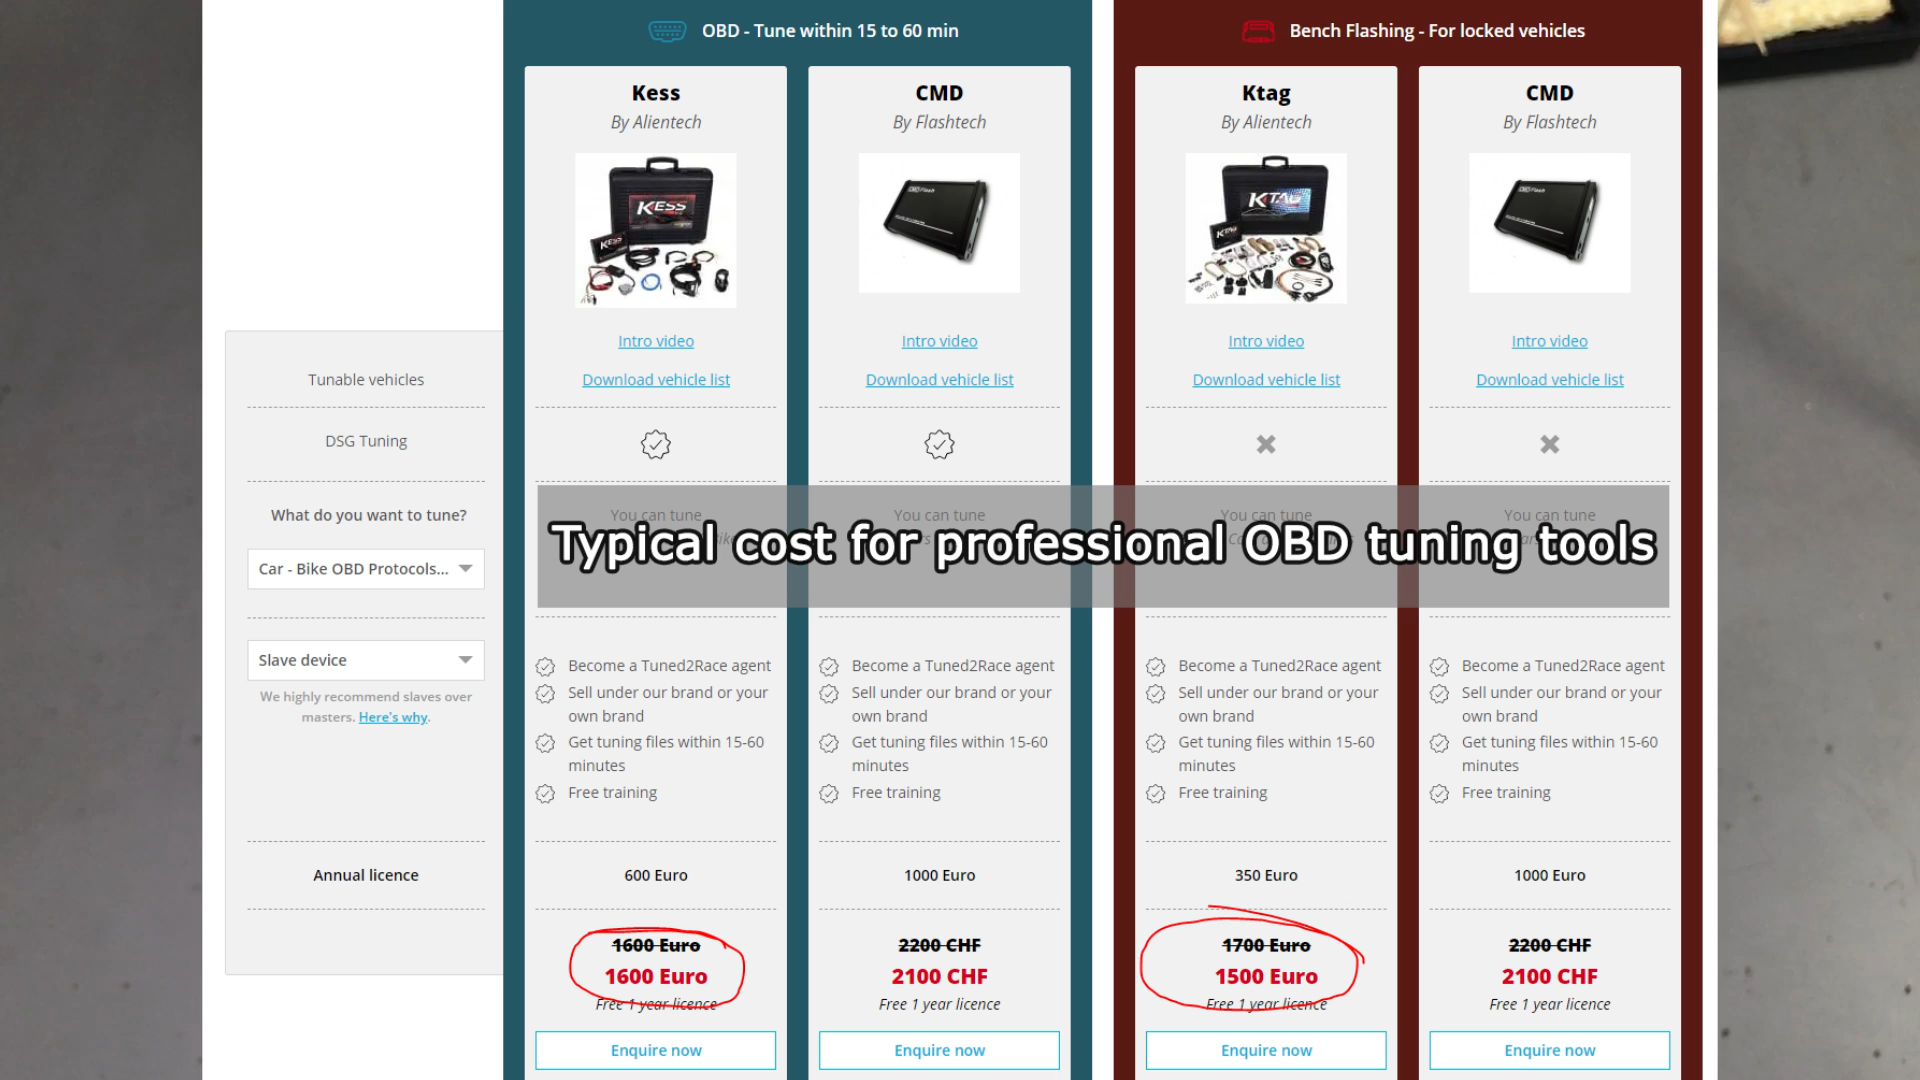 OBD - Tune within 15 to 60 min
Bench Flashing - For locked vehicles
Kess
By Alientech
CMD
By Flashtech
Ktag
By Alientech
CMD
By Flashtech
KESS
KESS
CMD Flash
K-TAG
K-TAG
CMD Flash
Intro video
Intro video
Intro video
Intro video
Tunable vehicles
Download vehicle list
Download vehicle list
Download vehicle list
Download vehicle list
DSG Tuning
What do you want to tune?
You can tune
You can tune
You can tune
You can tune
Typical cost for professional OBD tuning tools
Car - Bike OBD Protocols...
Slave device
We highly recommend slaves over
masters. Here's why.
Become a Tuned2Race agent
Sell under our brand or your
own brand
Get tuning files within 15-60
minutes
Free training
Become a Tuned2Race agent
Sell under our brand or your
own brand
Get tuning files within 15-60
minutes
Free training
Become a Tuned2Race agent
Sell under our brand or your
own brand
Get tuning files within 15-60
minutes
Free training
Become a Tuned2Race agent
Sell under our brand or your
own brand
Get tuning files within 15-60
minutes
Free training
Annual licence
600 Euro
1000 Euro
350 Euro
1000 Euro
1600 Euro
1600 Euro
Free 1 year licence
2200 CHF
2100 CHF
Free 1 year licence
1700 Euro
1500 Euro
Free 1 year licence
2200 CHF
2100 CHF
Free 1 year licence
Enquire now
Enquire now
Enquire now
Enquire now